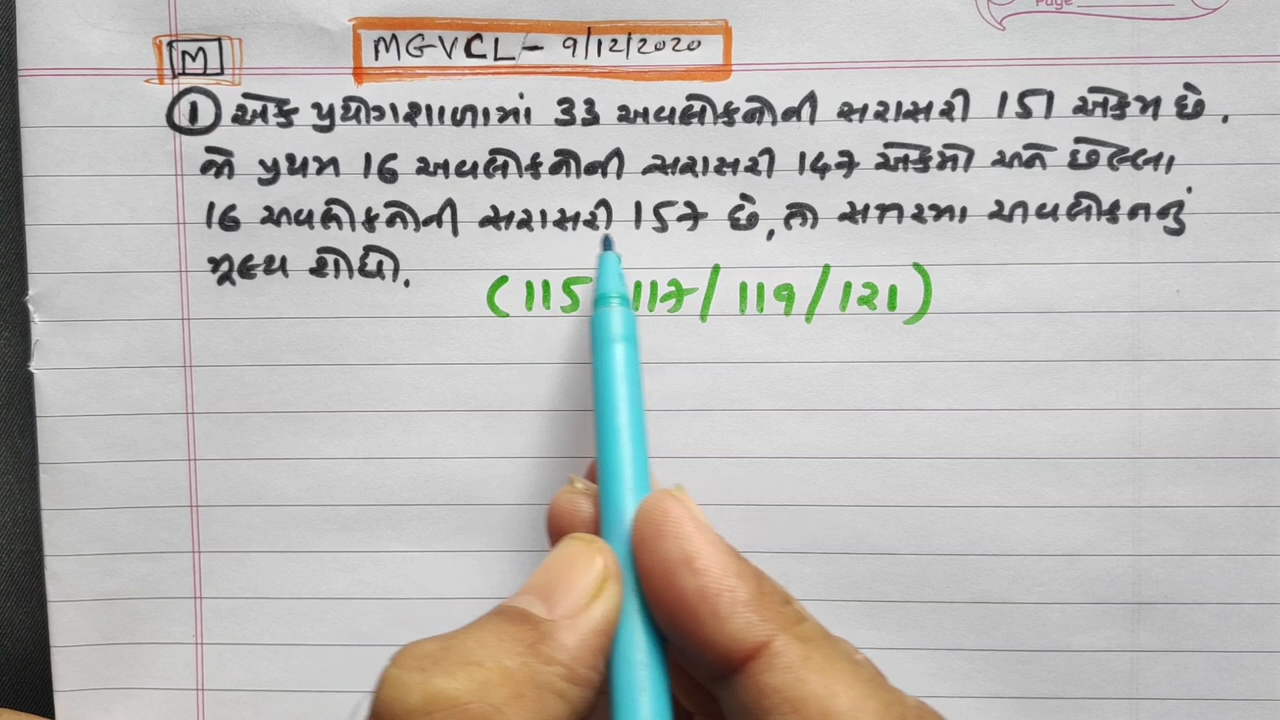 Page
M
MGVCL - 9/12/2020
① એક પ્રયોગશાળામાં 33 અવલોકનોની સરાસરી 151 એકમ છે.
જો પ્રથમ 16 અવલોકનોની સરાસરી 147 એકમો અને છેલ્લા
16 અવલોકનોની સરાસરી 157 છે, તો સત્તરમા અવલોકનનું
મૂલ્ય શોધો.
(115 117/119/121)